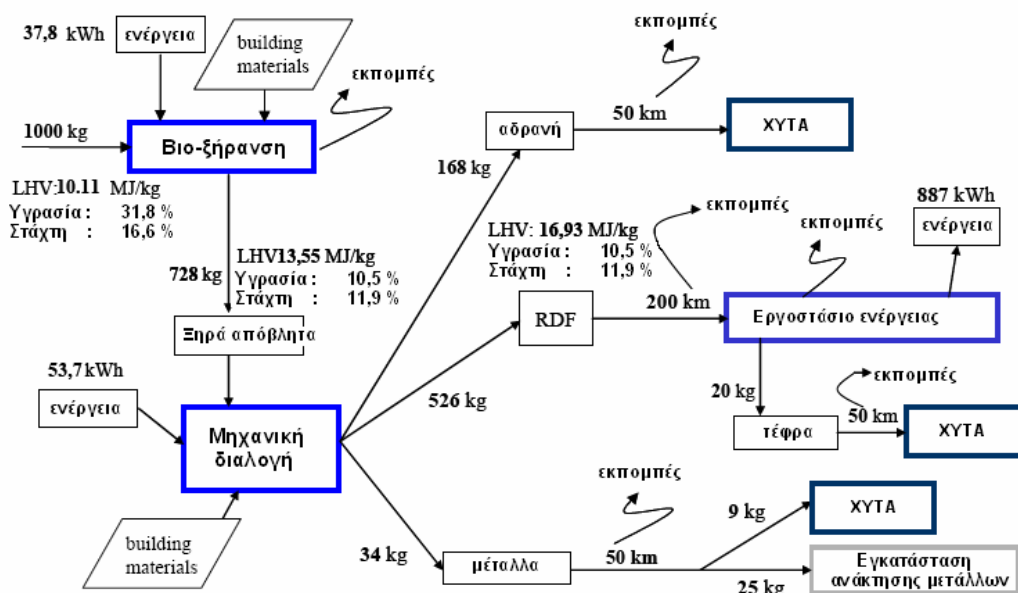 37,8 kWh
ενέργεια
building
materials
εκπομπές
1000 kg
Βιο-ξήρανση
LHV:10.11 MJ/kg
Υγρασία : 31,8 %
Στάχτη : 16,6 %
728 kg
LHV13,55 MJ/kg
Υγρασία : 10,5 %
Στάχτη : 11,9 %
Ξηρά απόβλητα
53,7kWh
ενέργεια
Μηχανική
διαλογή
building
materials
168 kg
αδρανή
εκπομπές
50 km
ΧΥΤΑ
526 kg
LHV: 16,93 MJ/kg
Υγρασία : 10,5 %
Στάχτη : 11,9 %
RDF
εκπομπές
200 km
εκπομπές
887 kWh
ενέργεια
Εργοστάσιο ενέργειας
20 kg
τέφρα
εκπομπές
50 km
ΧΥΤΑ
34 kg
μέταλλα
εκπομπές
50 km
9 kg
ΧΥΤΑ
25 kg
Εγκατάσταση
ανάκτησης μετάλλων